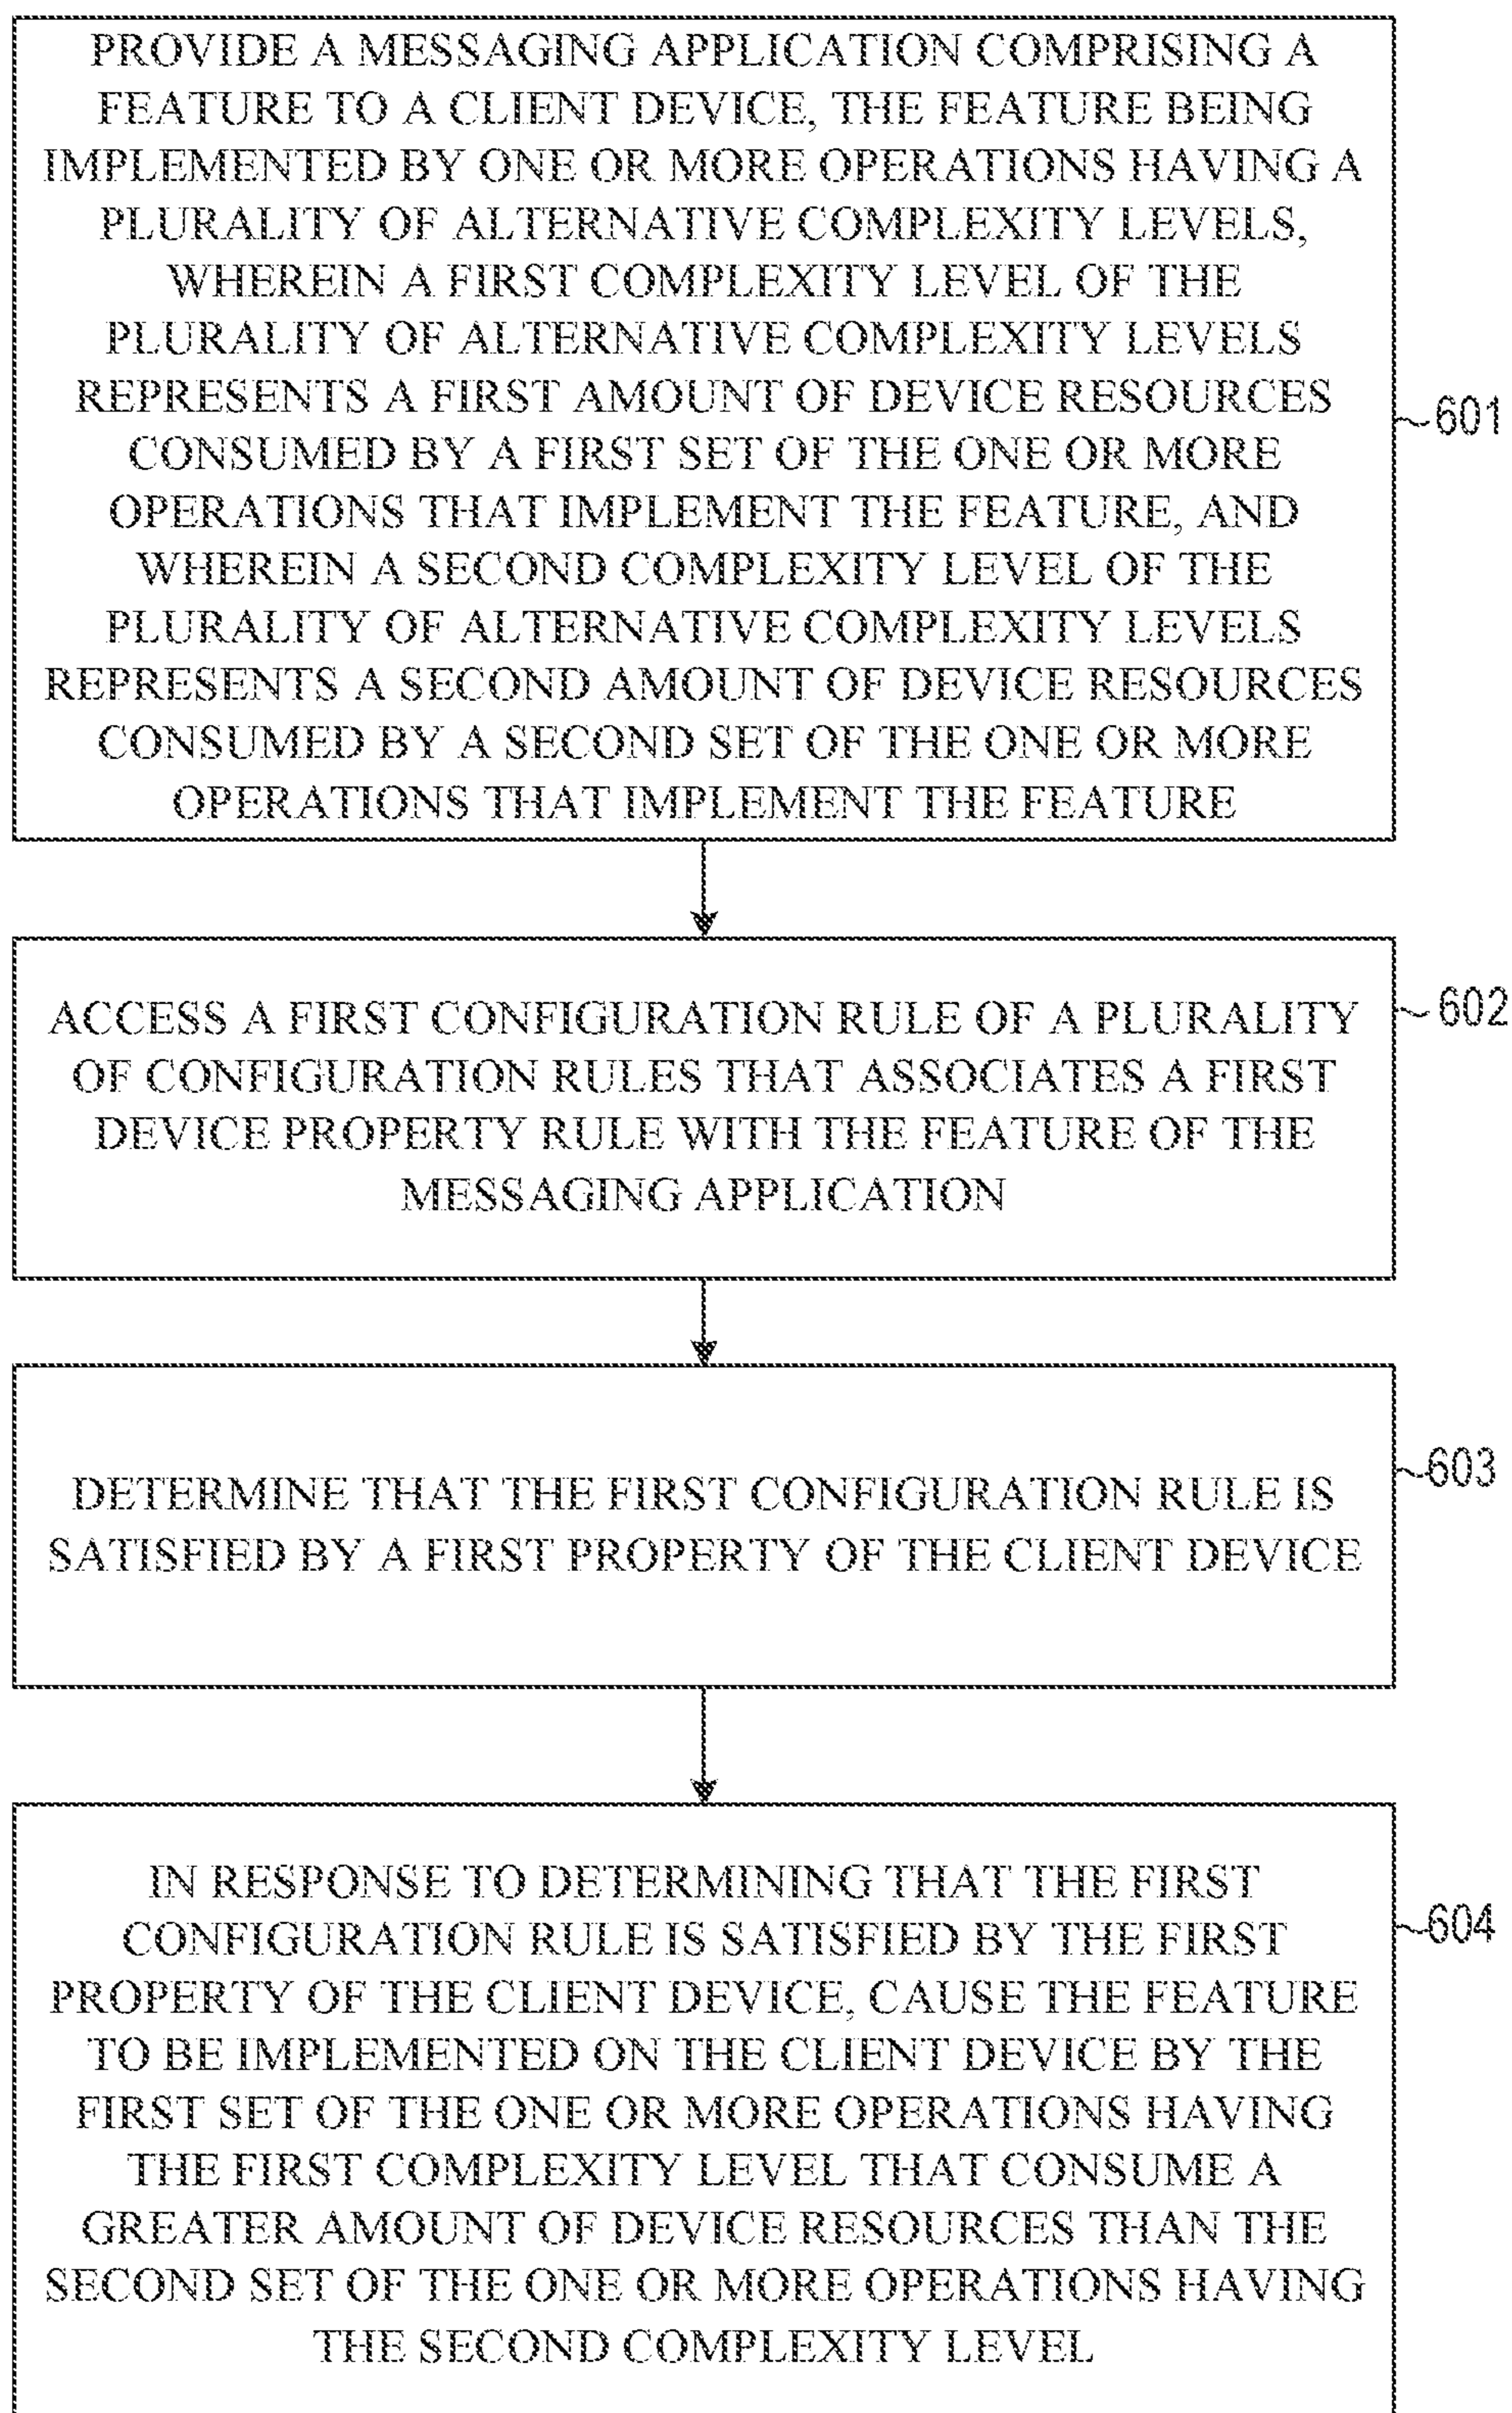 PROVIDE A MESSAGING APPLICATION COMPRISING A
FEATURE TO A CLIENT DEVICE, THE FEATURE BEING
IMPLEMENTED BY ONE OR MORE OPERATIONS HAVING A
PLURALITY OF ALTERNATIVE COMPLEXITY LEVELS,
WHEREIN A FIRST COMPLEXITY LEVEL OF THE
PLURALITY OF ALTERNATIVE COMPLEXITY LEVELS
REPRESENTS A FIRST AMOUNT OF DEVICE RESOURCES
CONSUMED BY A FIRST SET OF THE ONE OR MORE
OPERATIONS THAT IMPLEMENT THE FEATURE, AND
WHEREIN A SECOND COMPLEXITY LEVEL OF THE
PLURALITY OF ALTERNATIVE COMPLEXITY LEVELS
REPRESENTS A SECOND AMOUNT OF DEVICE RESOURCES
CONSUMED BY A SECOND SET OF THE ONE OR MORE
OPERATIONS THAT IMPLEMENT THE FEATURE
601
ACCESS A FIRST CONFIGURATION RULE OF A PLURALITY
OF CONFIGURATION RULES THAT ASSOCIATES A FIRST
DEVICE PROPERTY RULE WITH THE FEATURE OF THE
MESSAGING APPLICATION
602
DETERMINE THAT THE FIRST CONFIGURATION RULE IS
SATISFIED BY A FIRST PROPERTY OF THE CLIENT DEVICE
603
IN RESPONSE TO DETERMINING THAT THE FIRST
CONFIGURATION RULE IS SATISFIED BY THE FIRST
PROPERTY OF THE CLIENT DEVICE, CAUSE THE FEATURE
TO BE IMPLEMENTED ON THE CLIENT DEVICE BY THE
FIRST SET OF THE ONE OR MORE OPERATIONS HAVING
THE FIRST COMPLEXITY LEVEL THAT CONSUME A
GREATER AMOUNT OF DEVICE RESOURCES THAN THE
SECOND SET OF THE ONE OR MORE OPERATIONS HAVING
THE SECOND COMPLEXITY LEVEL
604